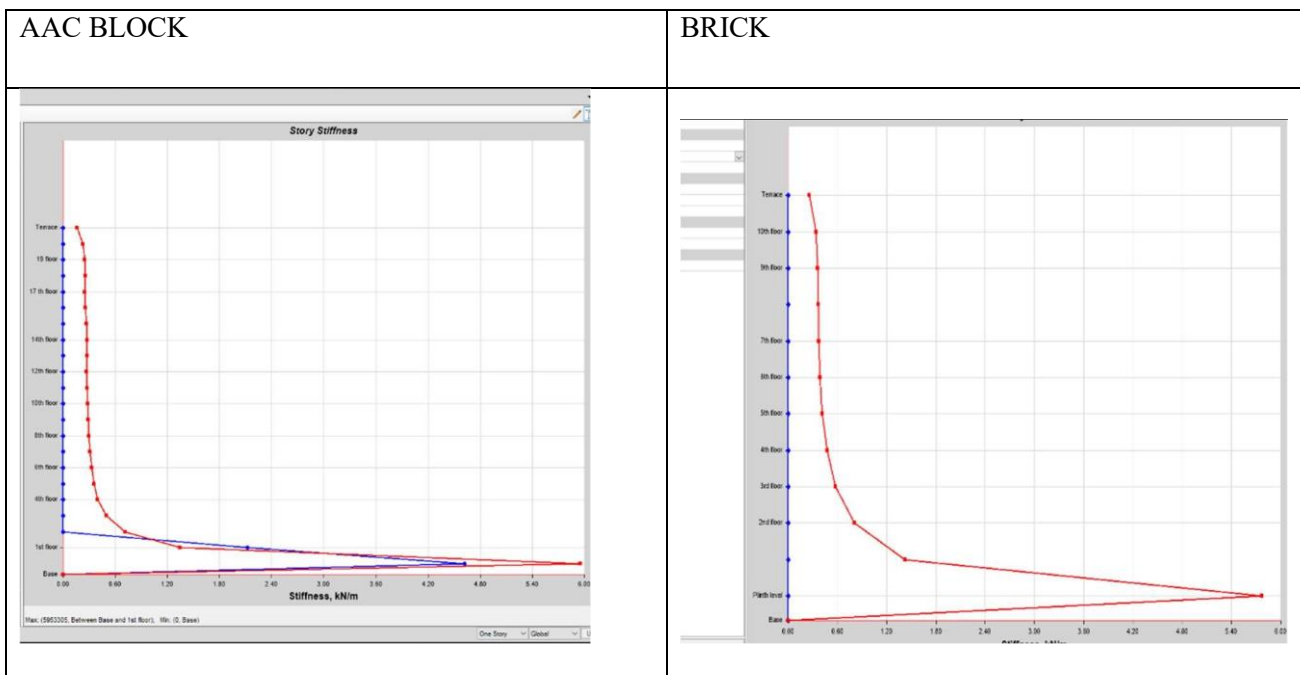 AAC BLOCK
BRICK
Story Stiffness
Terrace
19 floor
17 th floor
14th floor
12th floor
10th floor
8th floor
6th floor
4th floor
1st floor
Base
0.00 0.60 1.20 1.80 2.40 3.00 3.60 4.20 4.80 5.40 6.00
Stiffness, kN/m
Max: (5953305, Between Base and 1st floor); Min: (0, Base)
One Story Global
Terrace
10th floor
9th floor
7th floor
6th floor
5th floor
4th floor
3rd floor
2nd floor
Plinth level
Base
0.00 0.60 1.20 1.80 2.40 3.00 3.60 4.20 4.80 5.40 6.00